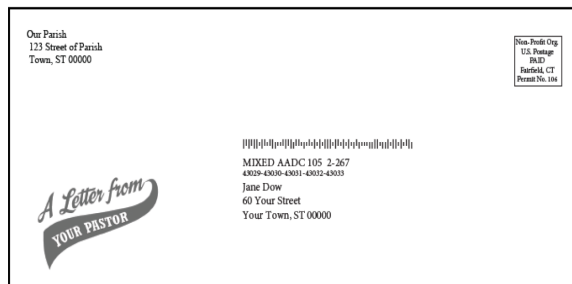 Our Parish
123 Street of Parish
Town, ST 00000
Non-Profit Org.
U.S. Postage
PAID
Fairfield, CT
Permit No. 106
MIXED AADC 105 2-267
43029-43030-43031-43032-43033
Jane Dow
60 Your Street
Your Town, ST 00000
A Letter from
YOUR PASTOR